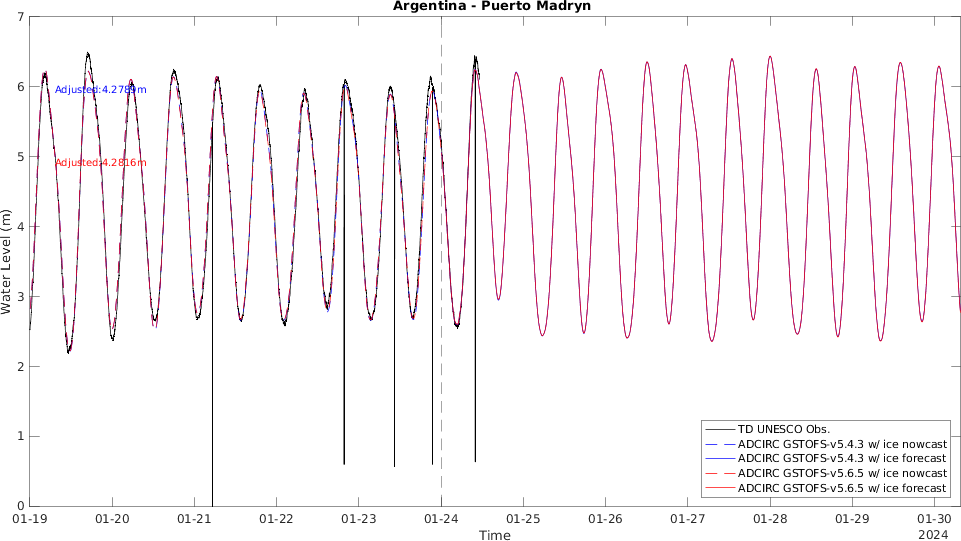 Argentina - Puerto Madryn
7
6
5
4
3
2
1
0
Water Level (m)
Adjusted:4.2789m
Adjusted:4.2816m
TD UNESCO Obs.
ADCIRC GSTOFS-v5.4.3 w/ ice nowcast
ADCIRC GSTOFS-v5.4.3 w/ ice forecast
ADCIRC GSTOFS-v5.6.5 w/ ice nowcast
ADCIRC GSTOFS-v5.6.5 w/ ice forecast
01-19 01-20 01-21 01-22 01-23 01-24 01-25 01-26 01-27 01-28 01-29 01-30
Time
2024